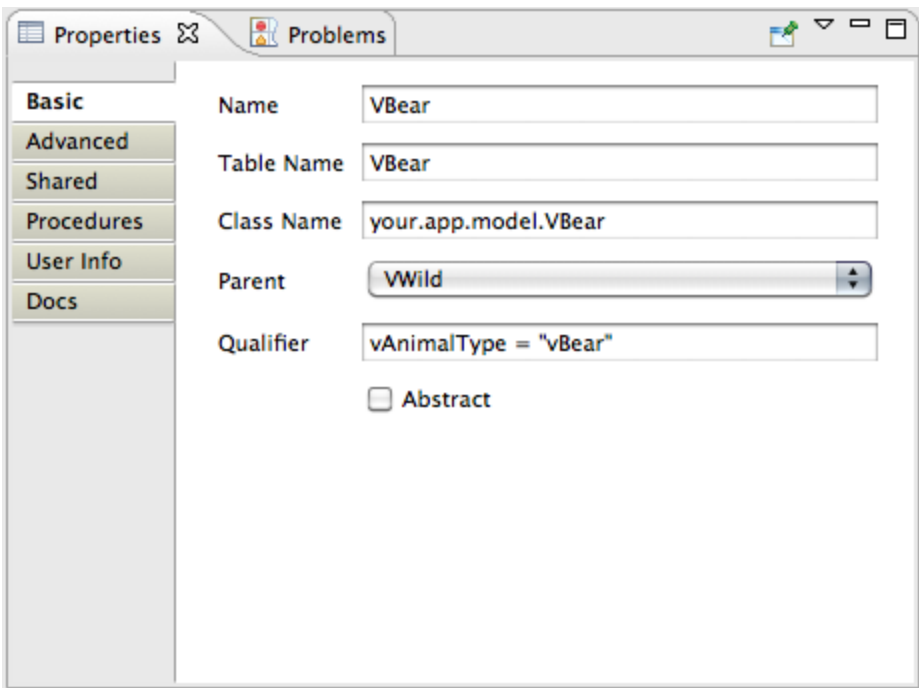 Properties Problems
Basic
Advanced
Shared
Procedures
User Info
Docs
Name VBear
Table Name VBear
Class Name your.app.model.VBear
Parent VWild
Qualifier vAnimalType = "vBear"
Abstract